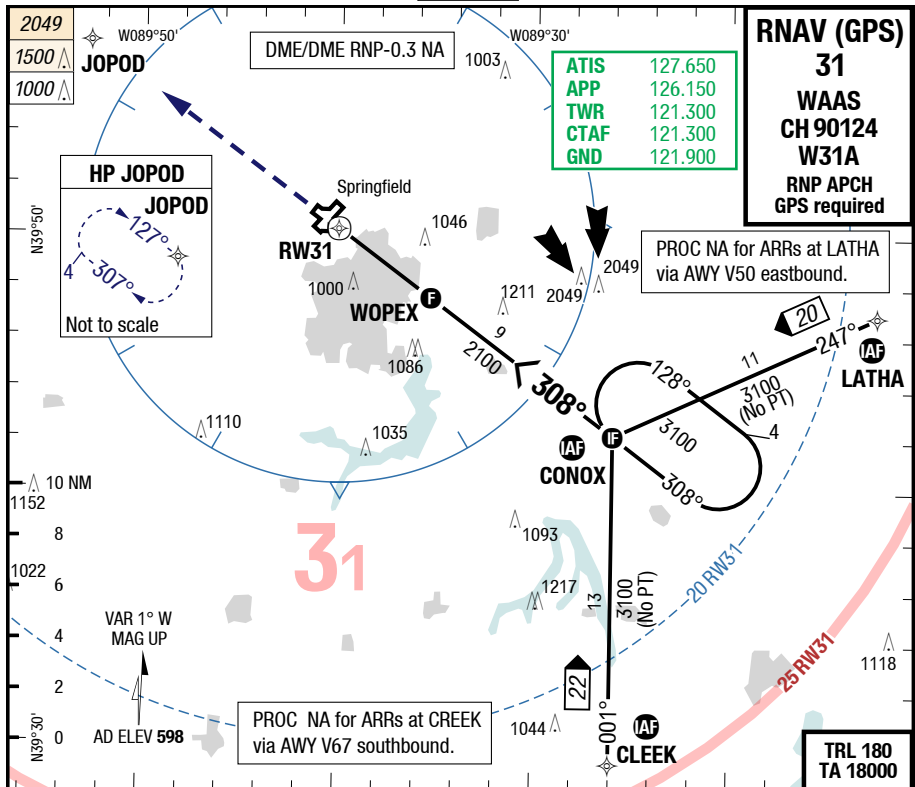 2049
1500
1000
JOPOD
W089°50'
DME/DME RNP-0.3 NA
1003
W089°30'
ATIS 127.650
APP 126.150
TWR 121.300
CTAF 121.300
GND 121.900
RNAV (GPS)
31
WAAS
CH 90124
W31A
RNP APCH
GPS required
HP JOPOD
JOPOD
127°
307°
4
Not to scale
N39°50'
Springfield
RW31
1046
1000
WOPEX
F
1211
2049
2049
PROC NA for ARRs at LATHA
via AWY V50 eastbound.
9
2100
1086
308°
20
247°
IAF
LATHA
11
3100
(No PT)
128°
3100
4
308°
IF
IAF
CONOX
1110
1035
10 NM
1152
8
1022
6
4
2
0
N39°30'
31
1093
1217
13
3100
(No PT)
20 RW31
25 RW31
1118
VAR 1° W
MAG UP
AD ELEV 598
PROC NA for ARRs at CREEK
via AWY V67 southbound.
22
001°
1044
IAF
CLEEK
TRL 180
TA 18000